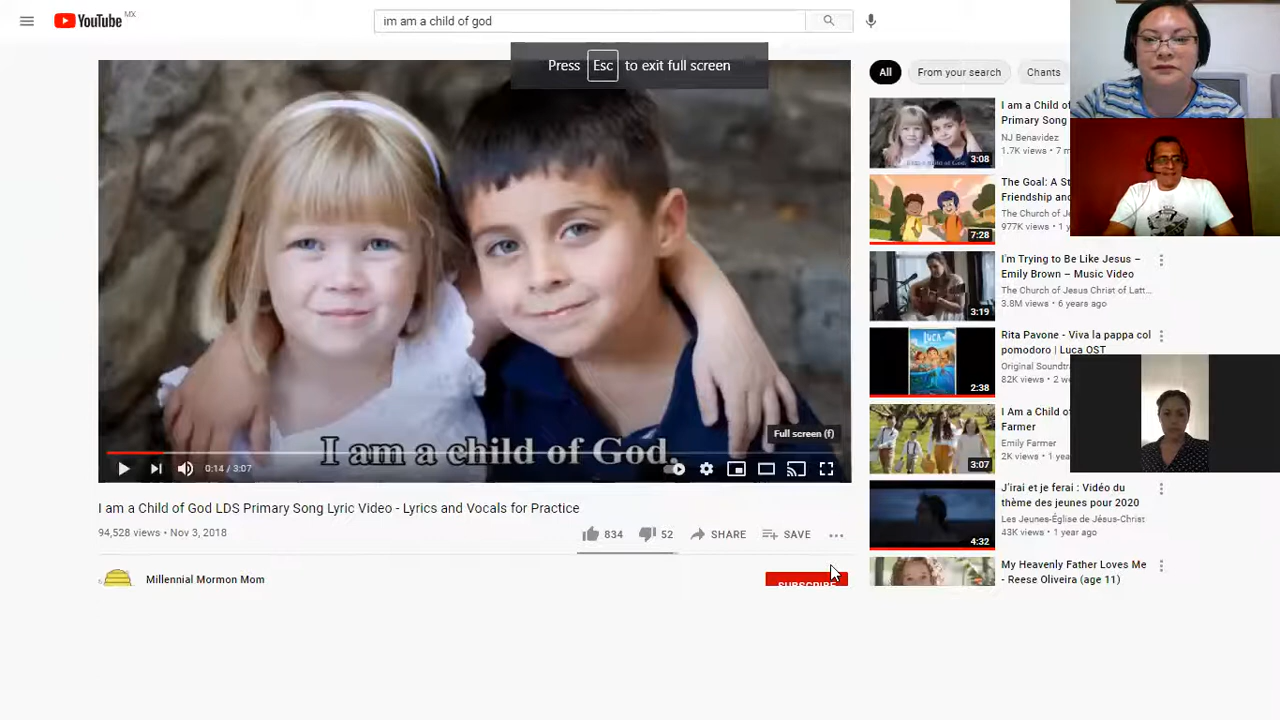 YouTube MX
im am a child of god
Press Esc to exit full screen
All
From your search
Chants
I am a child of God.
Full screen (f)
0:14 / 3:07
I am a Child of God LDS Primary Song Lyric Video - Lyrics and Vocals for Practice
94,528 views • Nov 3, 2018
834
52
SHARE
SAVE
Millennial Mormon Mom
SUBSCRIBE
3:08
I am a Child of
Primary Song
NJ Benavidez
1.7K views • 7 m
7:28
The Goal: A St
Friendship and
The Church of Je
977K views • 1 y
3:19
I'm Trying to Be Like Jesus –
Emily Brown – Music Video
The Church of Jesus Christ of Latt...
3.8M views • 6 years ago
LUCA
2:38
Rita Pavone - Viva la pappa col
pomodoro | Luca OST
Original Soundtr
82K views • 2 w
3:07
I Am a Child of
Farmer
Emily Farmer
2K views • 1 yea
4:32
J'irai et je ferai : Vidéo du
thème des jeunes pour 2020
Les Jeunes-Église de Jésus-Christ
43K views • 1 year ago
My Heavenly Father Loves Me
- Reese Oliveira (age 11)